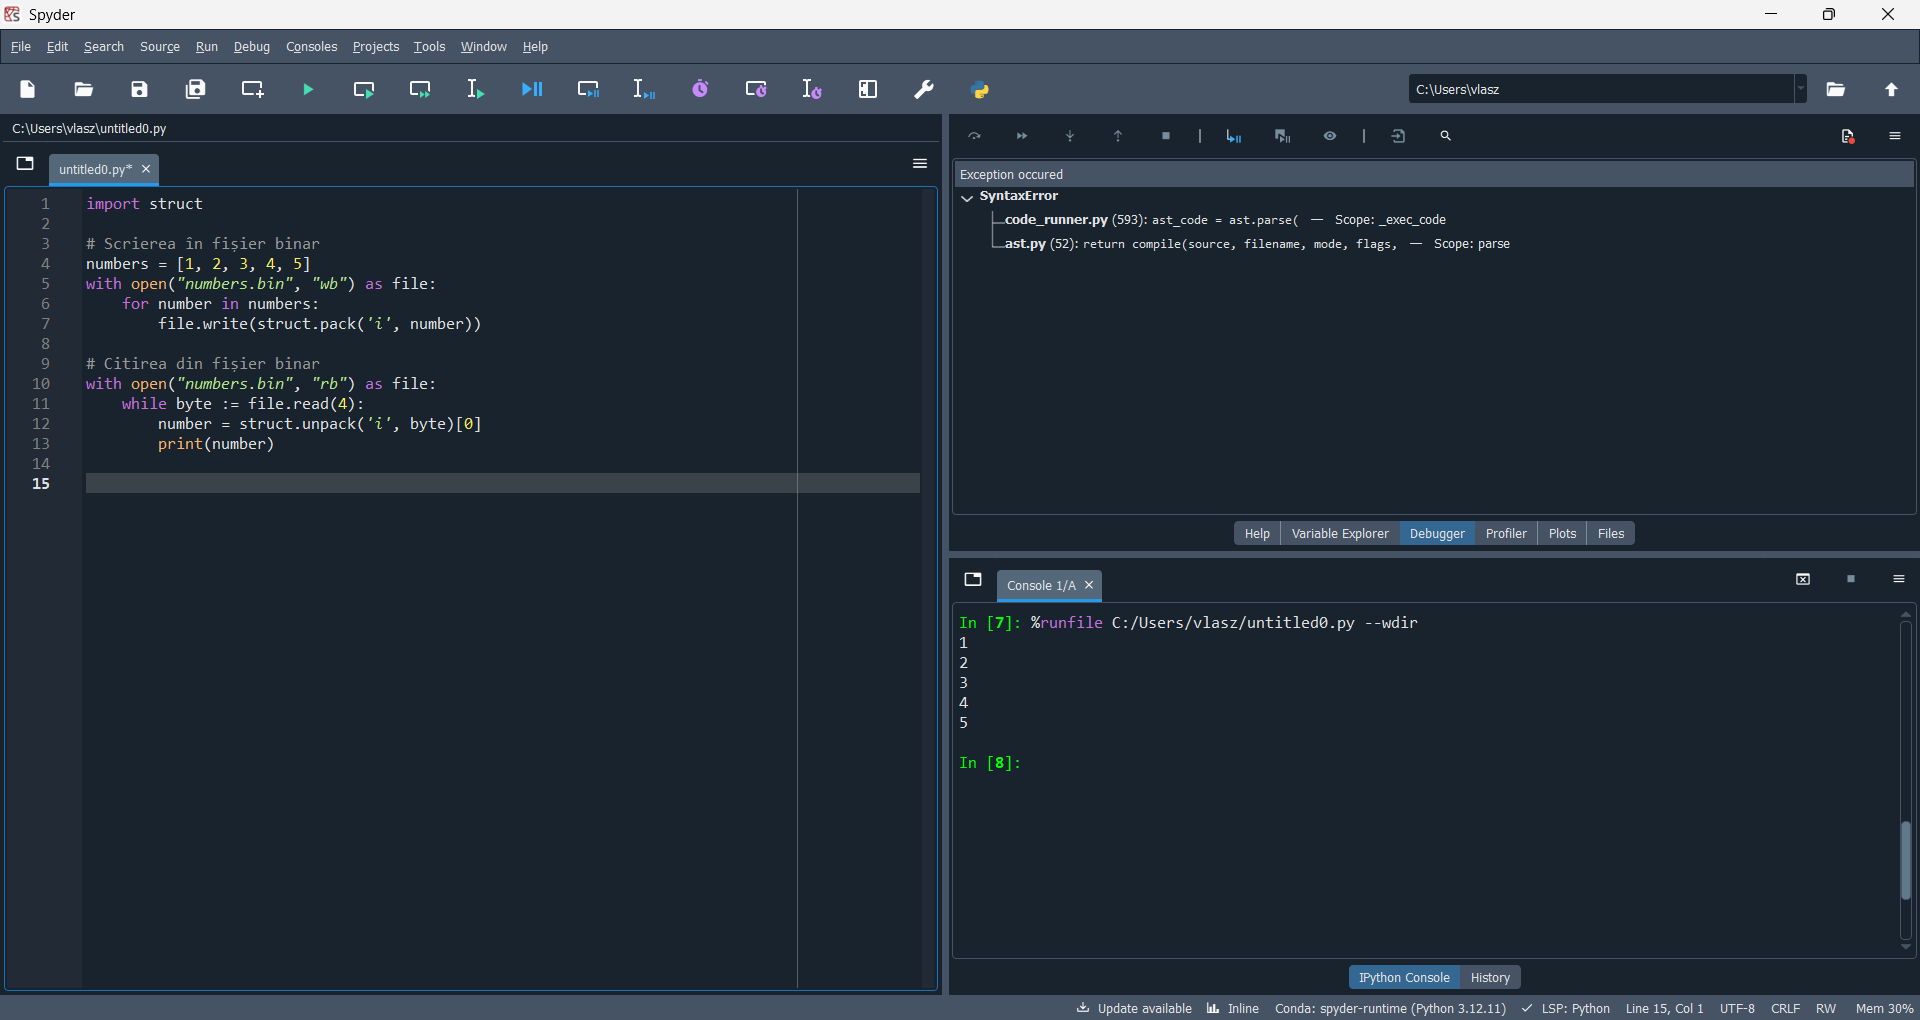 Spyder
File Edit Search Source Run Debug Consoles Projects Tools Window Help
C:\Users\vlasz
C:\Users\vlasz\untitled0.py
untitled0.py*
1 import struct
2
3 # Scrierea în fișier binar
4 numbers = [1, 2, 3, 4, 5]
5 with open("numbers.bin", "wb") as file:
6     for number in numbers:
7         file.write(struct.pack('i', number))
8
9 # Citirea din fișier binar
10 with open("numbers.bin", "rb") as file:
11     while byte := file.read(4):
12         number = struct.unpack('i', byte)[0]
13         print(number)
14
15
Exception occured
SyntaxError
code_runner.py (593): ast_code = ast.parse( — Scope: _exec_code
ast.py (52): return compile(source, filename, mode, flags, — Scope: parse
Help Variable Explorer Debugger Profiler Plots Files
Console 1/A
In [7]: %runfile C:/Users/vlasz/untitled0.py --wdir
1
2
3
4
5
In [8]:
IPython Console History
Update available Inline Conda: spyder-runtime (Python 3.12.11) ✓ LSP: Python Line 15, Col 1 UTF-8 CRLF RW Mem 30%